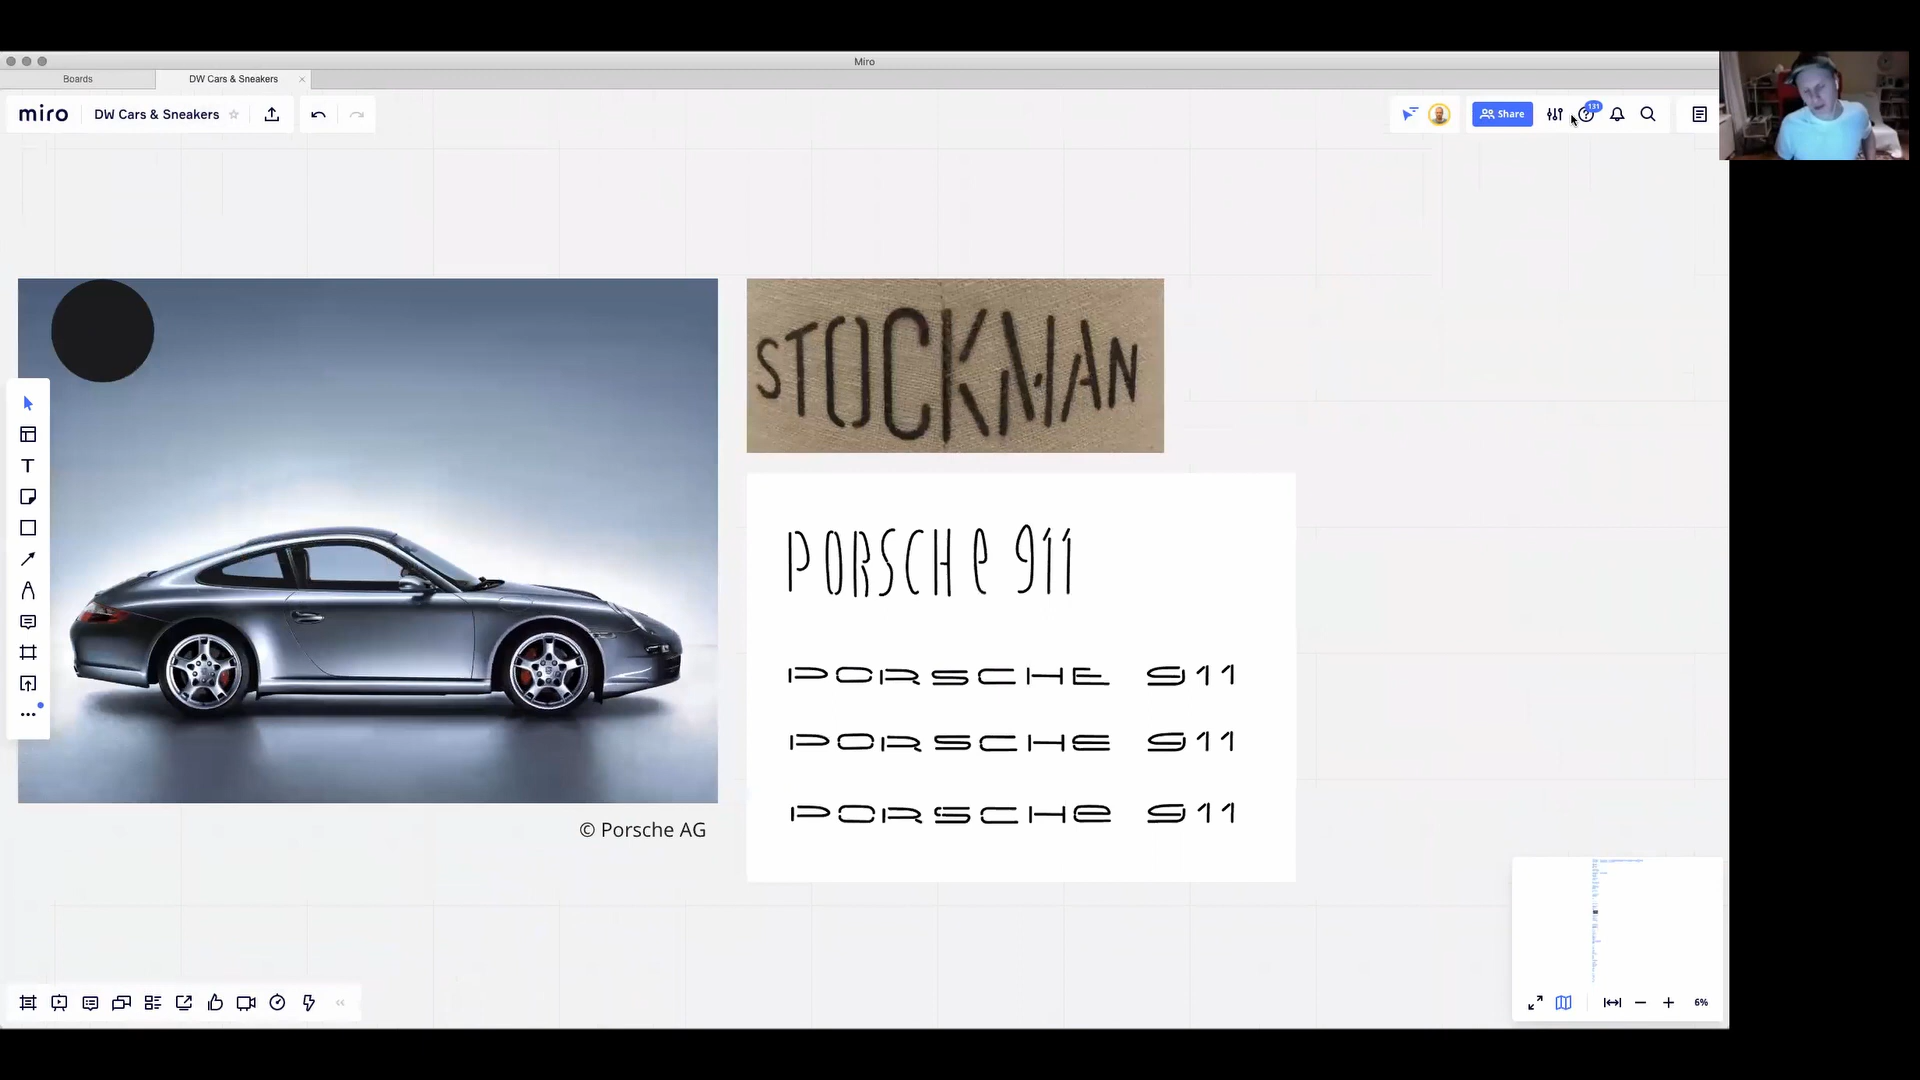 Miro
Boards
DW Cars & Sneakers
miro
DW Cars & Sneakers
Share
131
STOCKMAN
PORSCHe 911
PORSCHE 911
PORSCHE 911
PORSCHe 911
© Porsche AG
6%